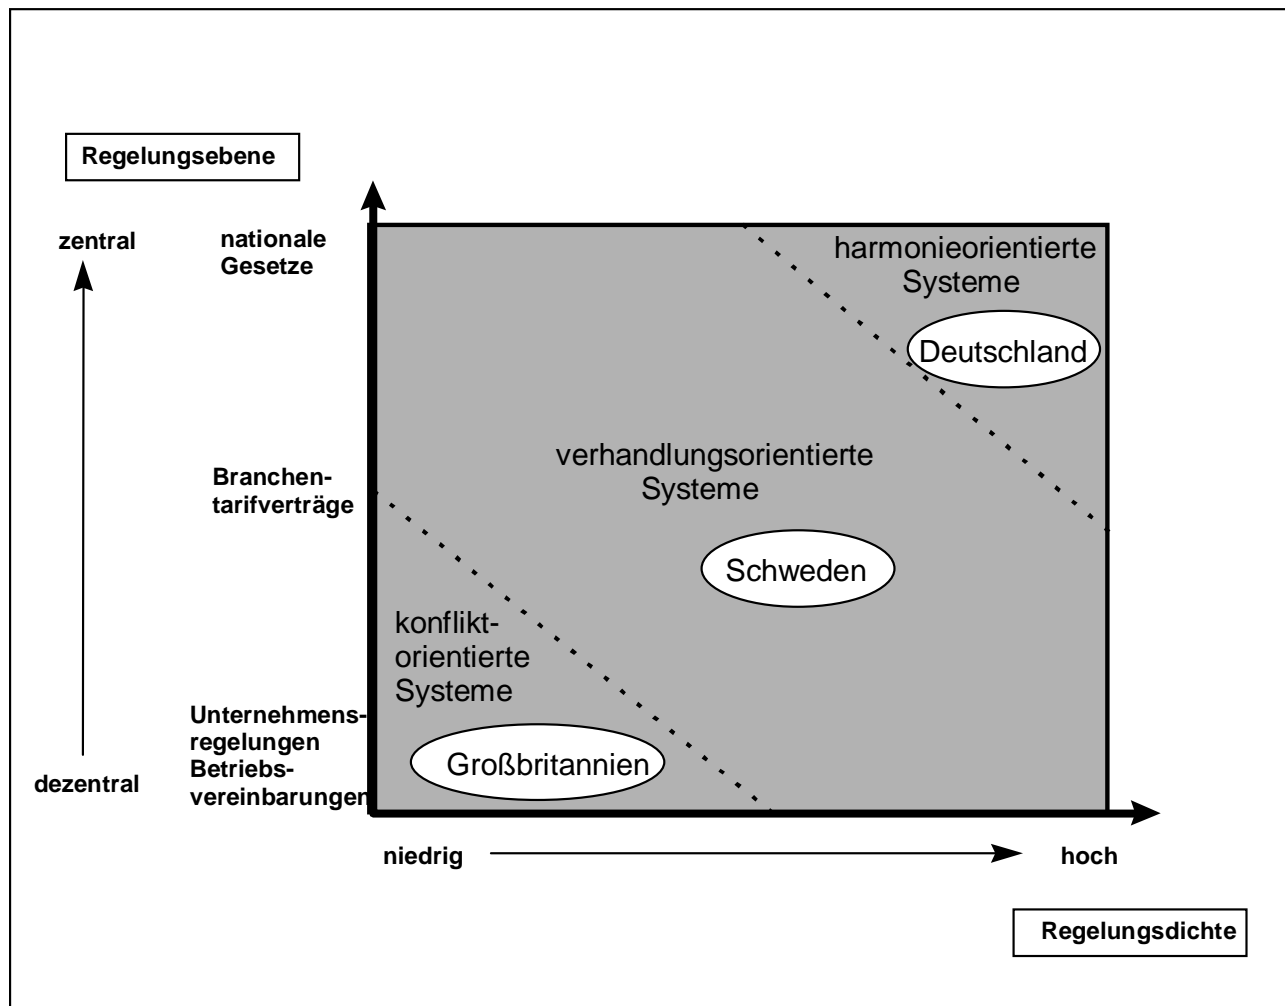 Regelungsebene
zentral
nationale
Gesetze
harmonieorientierte
Systeme
Deutschland
verhandlungsorientierte
Systeme
Branchen-
tarifverträge
Schweden
konflikt-
orientierte
Systeme
Unternehmens-
regelungen
Betriebs-
vereinbarungen
dezentral
Großbritannien
niedrig
hoch
Regelungsdichte